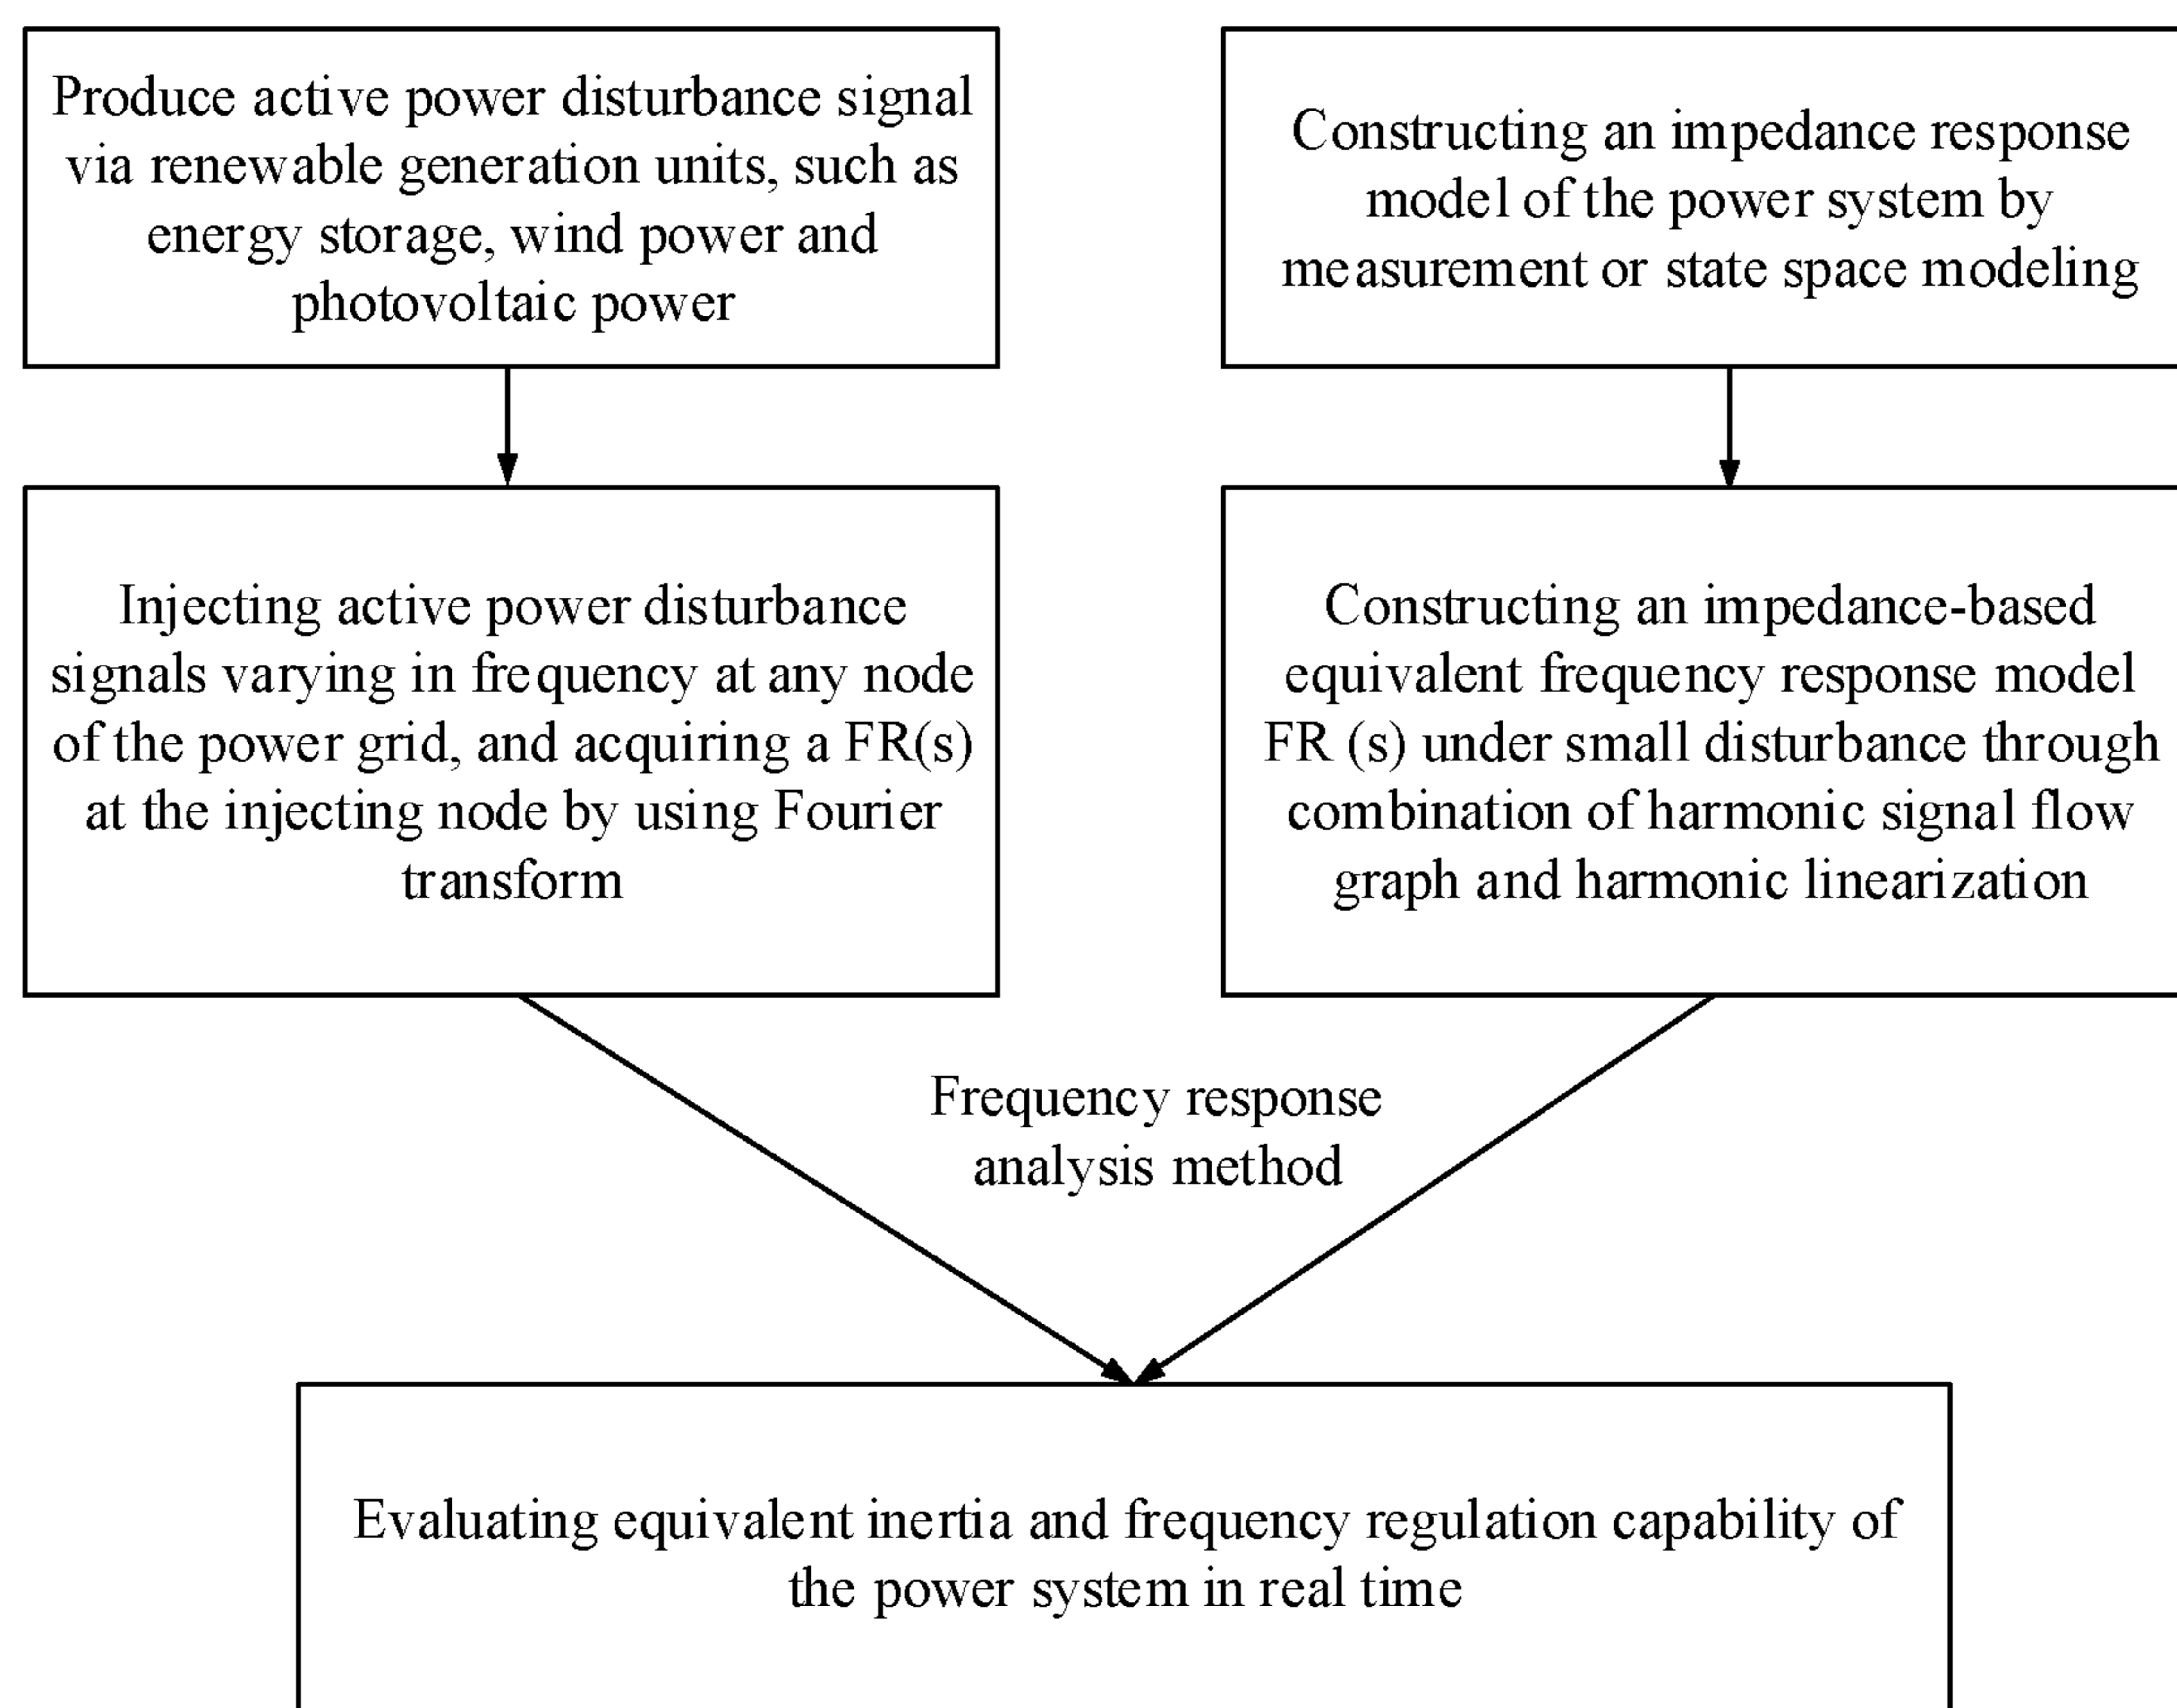 Produce active power disturbance signal
via renewable generation units, such as
energy storage, wind power and
photovoltaic power
Constructing an impedance response
model of the power system by
measurement or state space modeling
Injecting active power disturbance
signals varying in frequency at any node
of the power grid, and acquiring a FR(s)
at the injecting node by using Fourier
transform
Constructing an impedance-based
equivalent frequency response model
FR (s) under small disturbance through
combination of harmonic signal flow
graph and harmonic linearization
Frequency response
analysis method
Evaluating equivalent inertia and frequency regulation capability of
the power system in real time